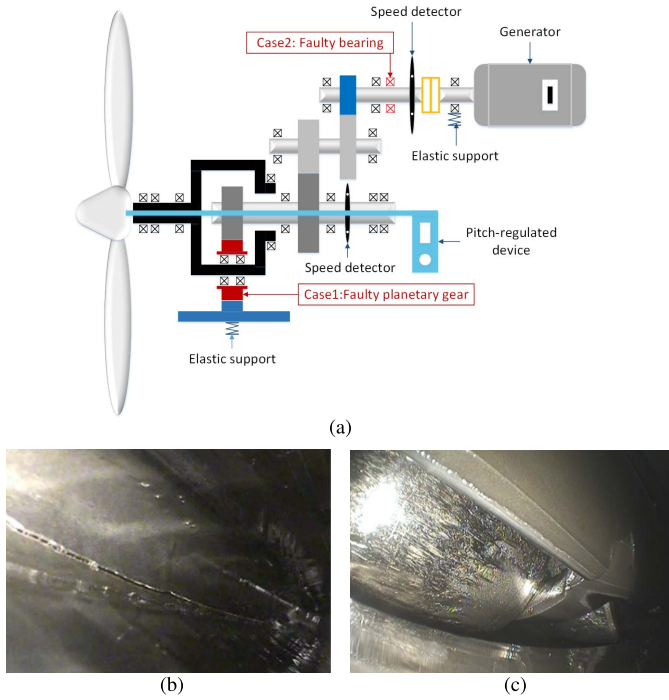 Speed detector
Case2: Faulty bearing
Generator
Elastic support
Pitch-regulated
device
Speed detector
Case1:Faulty planetary gear
Elastic support
(a)
(b)
(c)